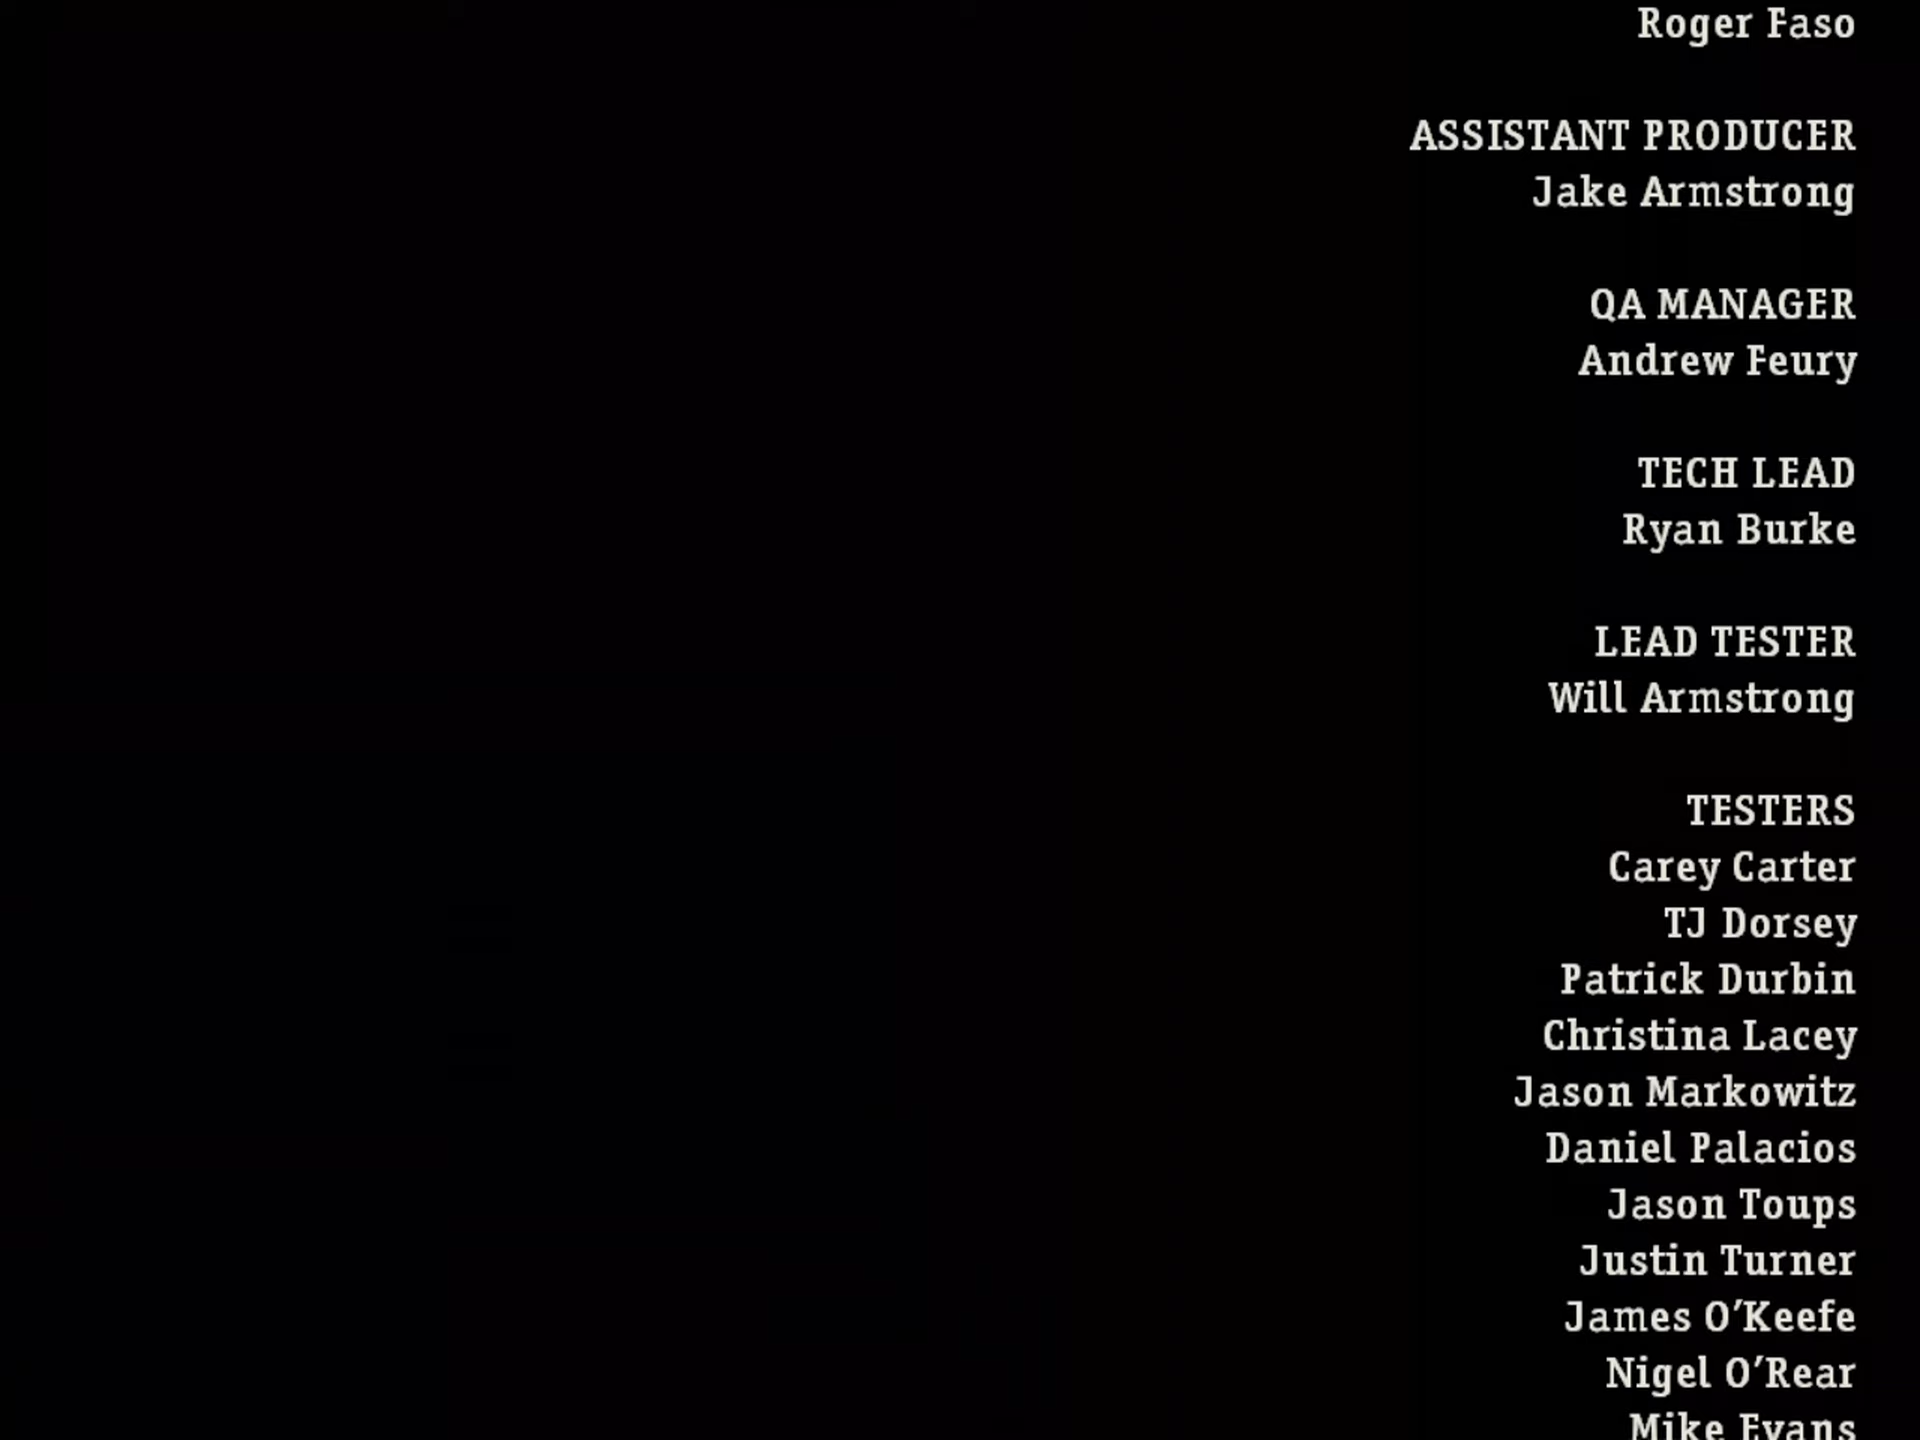 Roger Faso
ASSISTANT PRODUCER
Jake Armstrong
QA MANAGER
Andrew Feury
TECH LEAD
Ryan Burke
LEAD TESTER
Will Armstrong
TESTERS
Carey Carter
TJ Dorsey
Patrick Durbin
Christina Lacey
Jason Markowitz
Daniel Palacios
Jason Toups
Justin Turner
James O’Keefe
Nigel O’Rear
Mike Evans